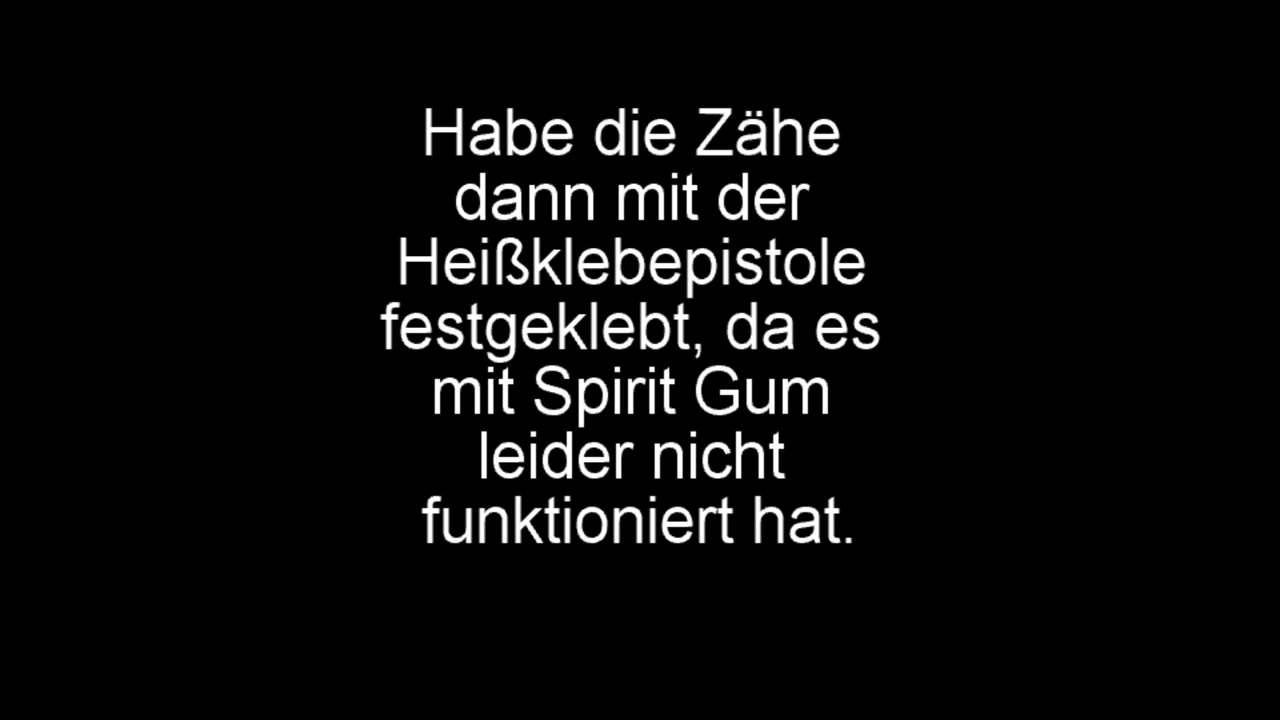 Habe die Zähe
dann mit der
Heißklebepistole
festgeklebt, da es
mit Spirit Gum
leider nicht
funktioniert hat.